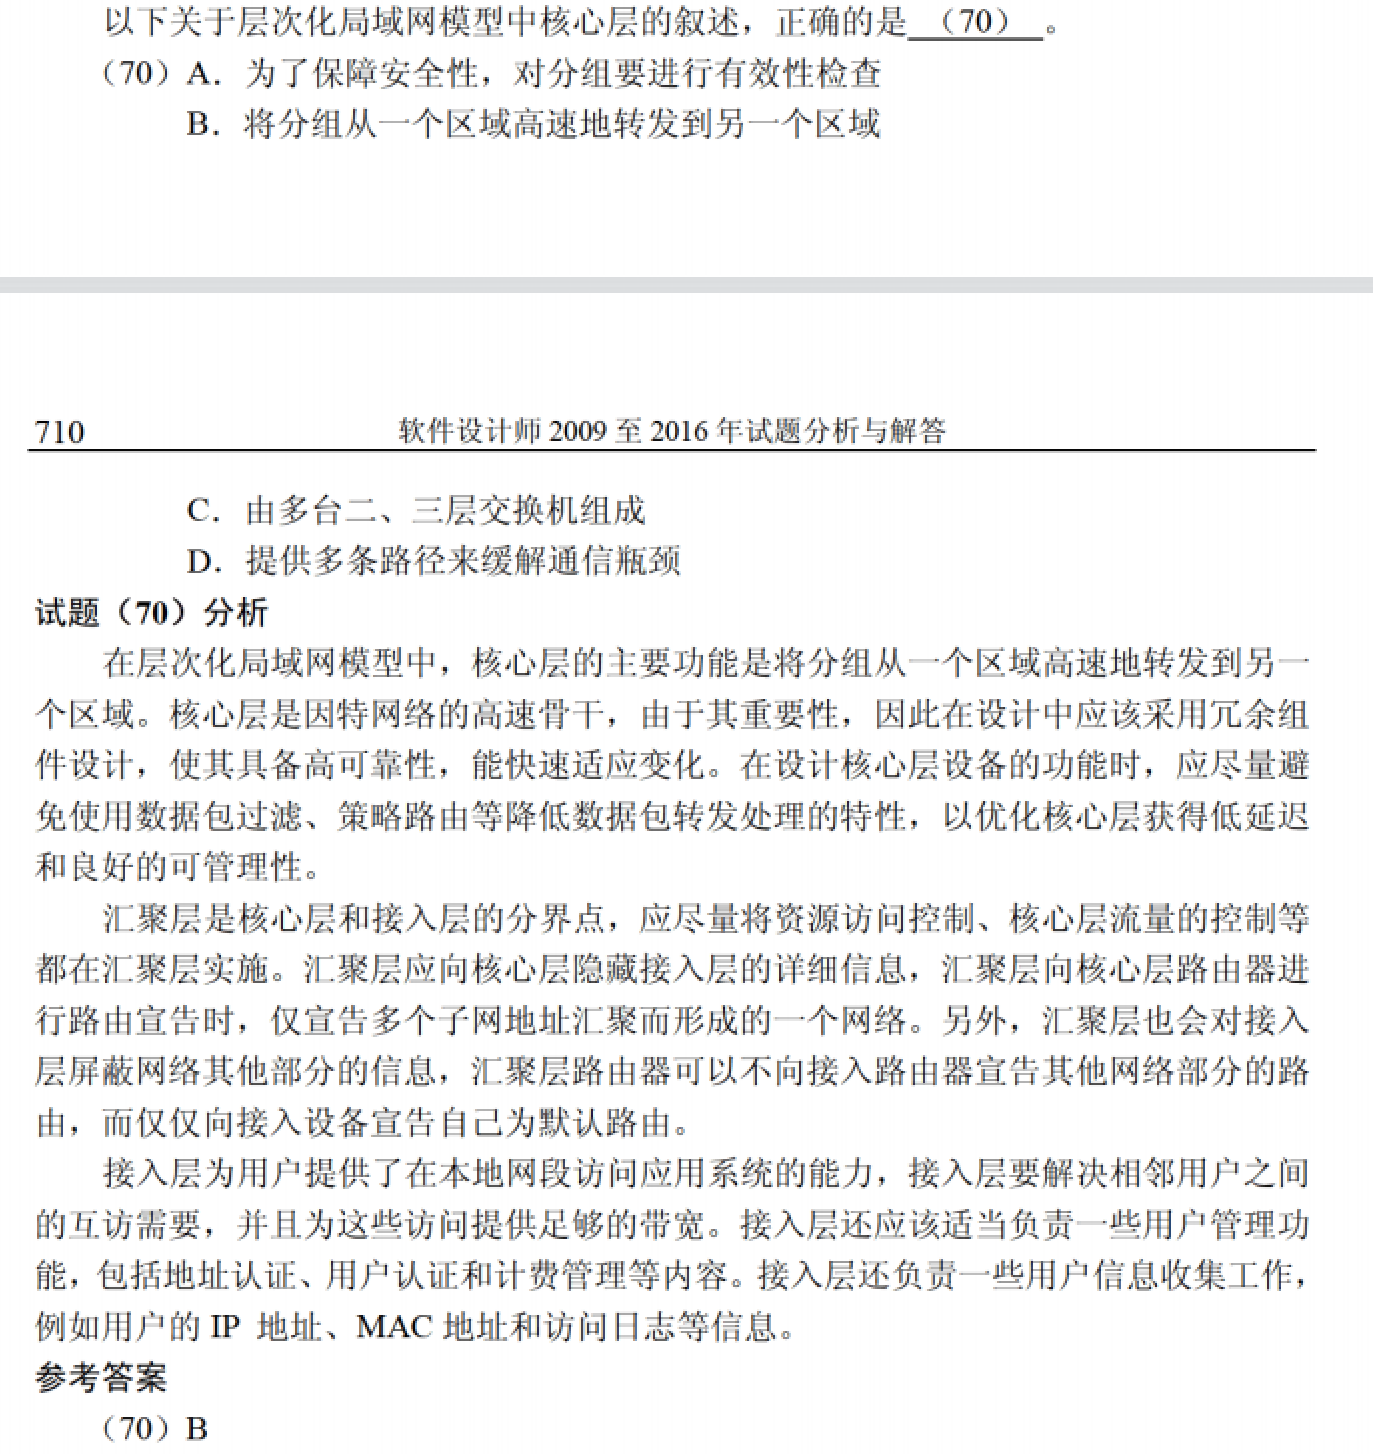 以下关于层次化局域网模型中核心层的叙述，正确的是 （70） 。
（70）A．为了保障安全性，对分组要进行有效性检查
B．将分组从一个区域高速地转发到另一个区域
710 软件设计师 2009 至 2016 年试题分析与解答
C．由多台二、三层交换机组成
D．提供多条路径来缓解通信瓶颈
试题（70）分析
在层次化局域网模型中，核心层的主要功能是将分组从一个区域高速地转发到另一
个区域。核心层是因特网络的高速骨干，由于其重要性，因此在设计中应该采用冗余组
件设计，使其具备高可靠性，能快速适应变化。在设计核心层设备的功能时，应尽量避
免使用数据包过滤、策略路由等降低数据包转发处理的特性，以优化核心层获得低延迟
和良好的可管理性。
汇聚层是核心层和接入层的分界点，应尽量将资源访问控制、核心层流量的控制等
都在汇聚层实施。汇聚层应向核心层隐藏接入层的详细信息，汇聚层向核心层路由器进
行路由宣告时，仅宣告多个子网地址汇聚而形成的一个网络。另外，汇聚层也会对接入
层屏蔽网络其他部分的信息，汇聚层路由器可以不向接入路由器宣告其他网络部分的路
由，而仅仅向接入设备宣告自己为默认路由。
接入层为用户提供了在本地网段访问应用系统的能力，接入层要解决相邻用户之间
的互访需要，并且为这些访问提供足够的带宽。接入层还应该适当负责一些用户管理功
能，包括地址认证、用户认证和计费管理等内容。接入层还负责一些用户信息收集工作，
例如用户的 IP 地址、MAC 地址和访问日志等信息。
参考答案
（70）B